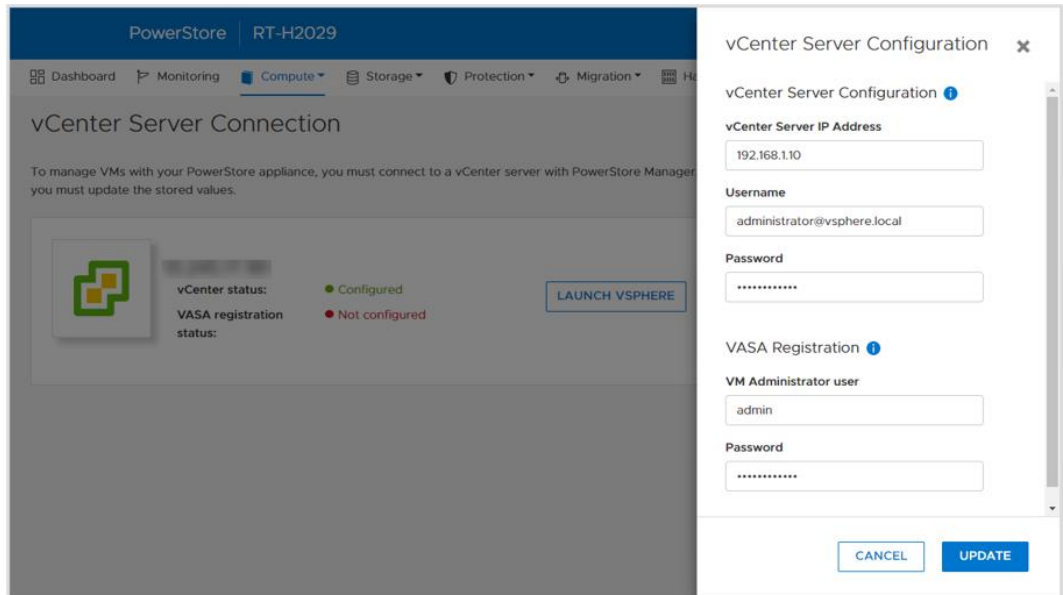 PowerStore RT-H2029
Dashboard Monitoring Compute Storage Protection Migration Ha
vCenter Server Connection
To manage VMs with your PowerStore appliance, you must connect to a vCenter server with PowerStore Manager
you must update the stored values.
vCenter status: Configured
VASA registration Not configured
status:
LAUNCH VSPHERE
vCenter Server Configuration
vCenter Server Configuration
vCenter Server IP Address
192.168.1.10
Username
administrator@vsphere.local
Password
••••••••••••
VASA Registration
VM Administrator user
admin
Password
••••••••••••
CANCEL UPDATE